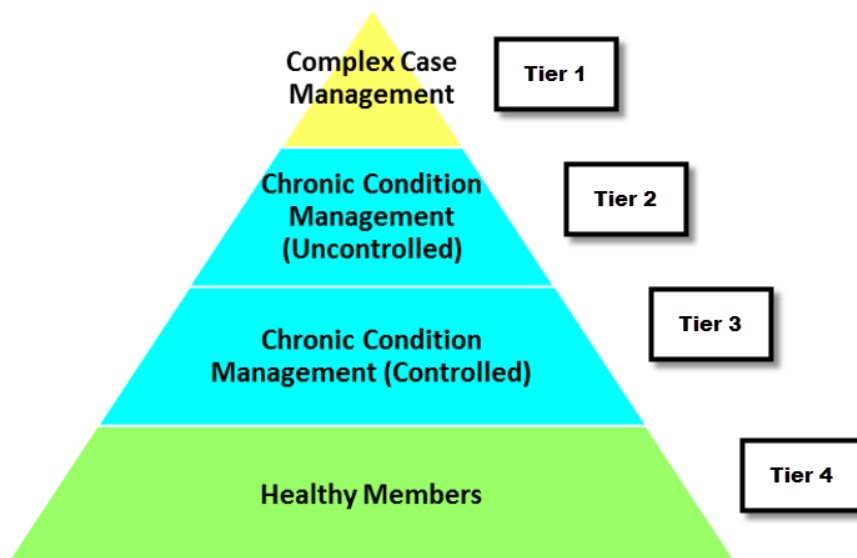 Complex Case
Management
Tier 1
Chronic Condition
Management
(Uncontrolled)
Tier 2
Chronic Condition
Management (Controlled)
Tier 3
Healthy Members
Tier 4